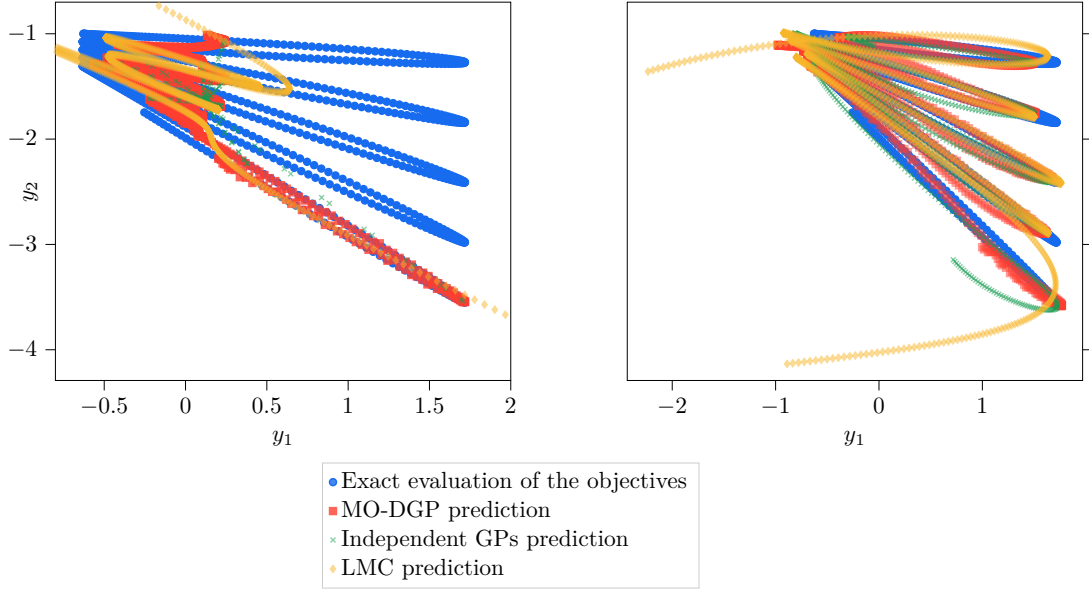 −1
−2
−3
−4
y2
−0.5 0 0.5 1 1.5 2
y1
−2 −1 0 1
y1
Exact evaluation of the objectives
MO-DGP prediction
Independent GPs prediction
LMC prediction